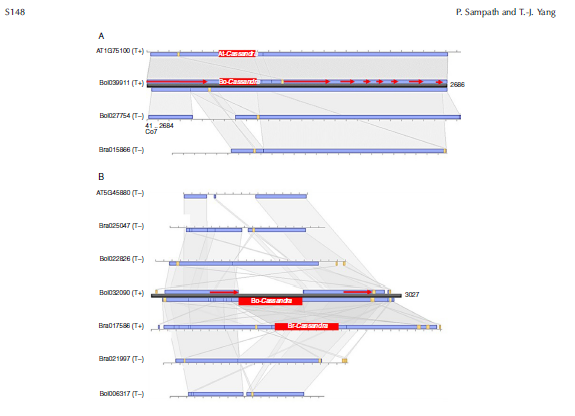 S148
P. Sampath and T.-J. Yang
A
AT1G75100 (T+)
At-Cassandra
Bol039911 (T+)
Bo-Cassandra
2686
Bol027754 (T–)
41 .. 2684
Co7
Bra015866 (T–)
B
AT5G45880 (T–)
Bra025047 (T–)
Bol022826 (T–)
Bol032090 (T+)
3027
Bo-Cassandra
Bra017586 (T+)
Br-Cassandra
Bra021997 (T–)
Bol006317 (T–)